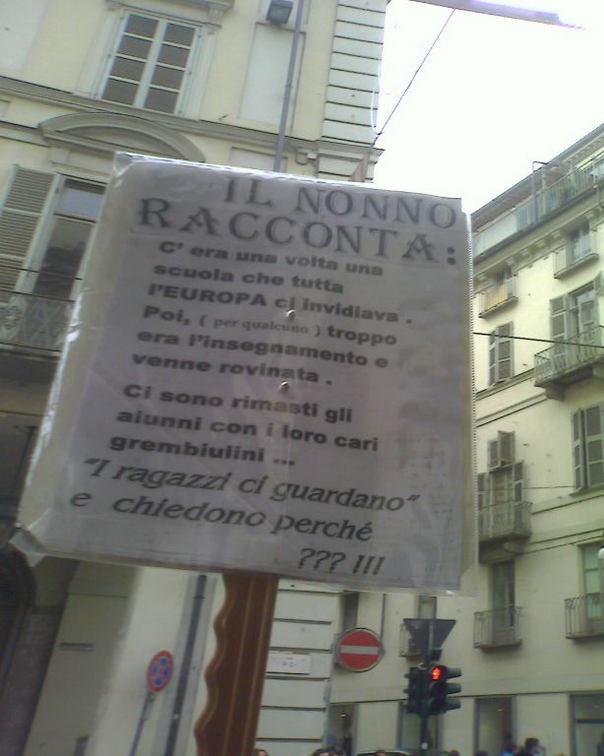 IL NONNO
RACCONTA:
C' era una volta una
scuola che tutta
l'EUROPA ci invidiava .
Poi, ( per qualcuno ) troppo
era l'insegnamento e
venne rovinata .
Ci sono rimasti gli
alunni con i loro cari
grembiulini ...
"I ragazzi ci guardano"
e chiedono perché
??? !!!